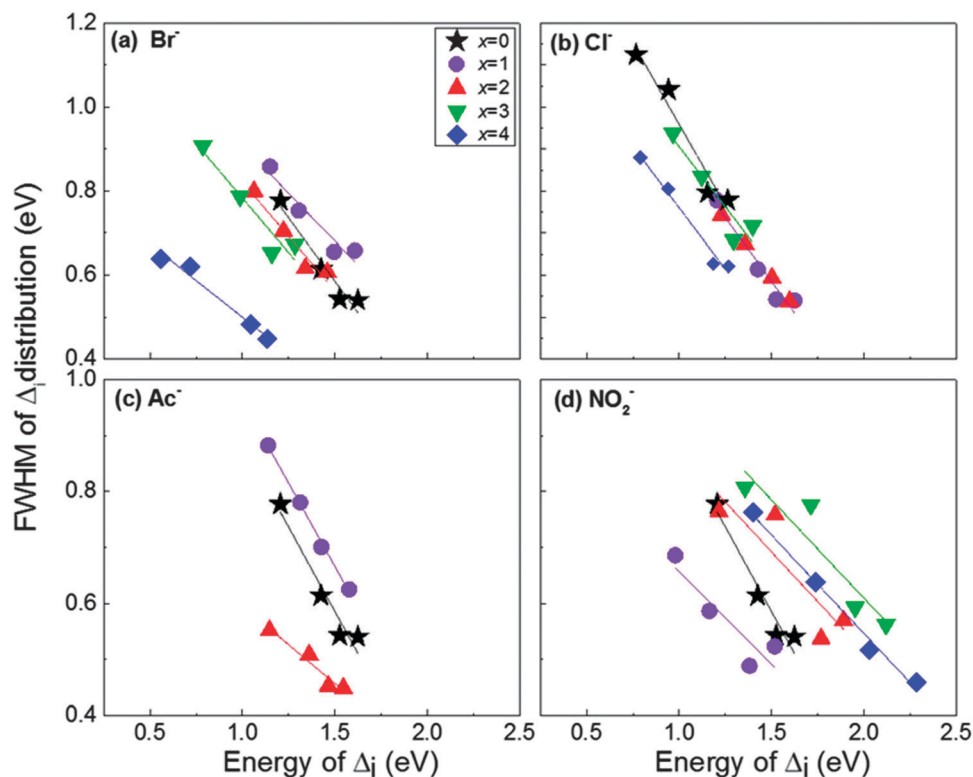 (a) Br⁻
x=0
x=1
x=2
x=3
x=4
(b) Cl⁻
1.2
1.0
0.8
0.6
0.4
(c) Ac⁻
(d) NO₂⁻
1.0
0.8
0.6
0.4
0.5 1.0 1.5 2.0 2.5
0.5 1.0 1.5 2.0 2.5
FWHM of Δᵢ distribution (eV)
Energy of Δᵢ (eV)
Energy of Δᵢ (eV)